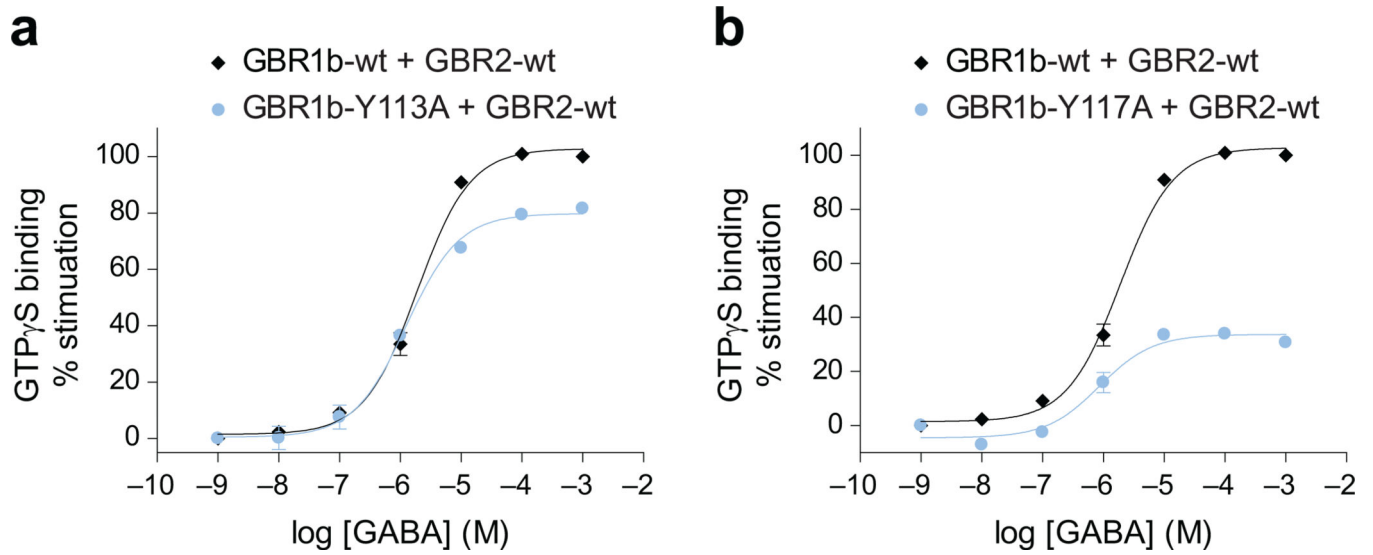 a
GBR1b-wt + GBR2-wt
GBR1b-Y113A + GBR2-wt
GTPγS binding
% stimuation
100
80
60
40
20
0
–10 –9 –8 –7 –6 –5 –4 –3 –2
log [GABA] (M)
b
GBR1b-wt + GBR2-wt
GBR1b-Y117A + GBR2-wt
GTPγS binding
% stimuation
100
80
60
40
20
0
–10 –9 –8 –7 –6 –5 –4 –3 –2
log [GABA] (M)